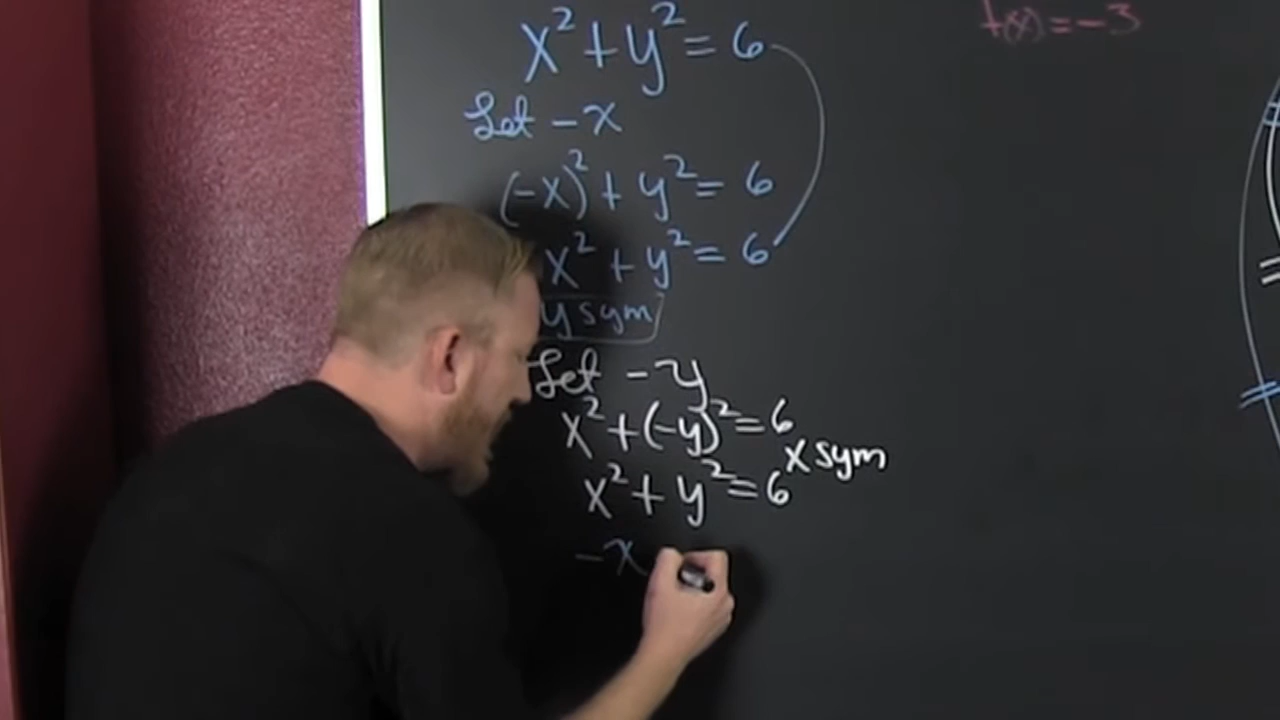 x² + y² = 6
Let -x
(-x)² + y² = 6
x² + y² = 6
y sym
Let -y
x² + (-y)² = 6
x sym
x² + y² = 6
-x
f(x) = -3